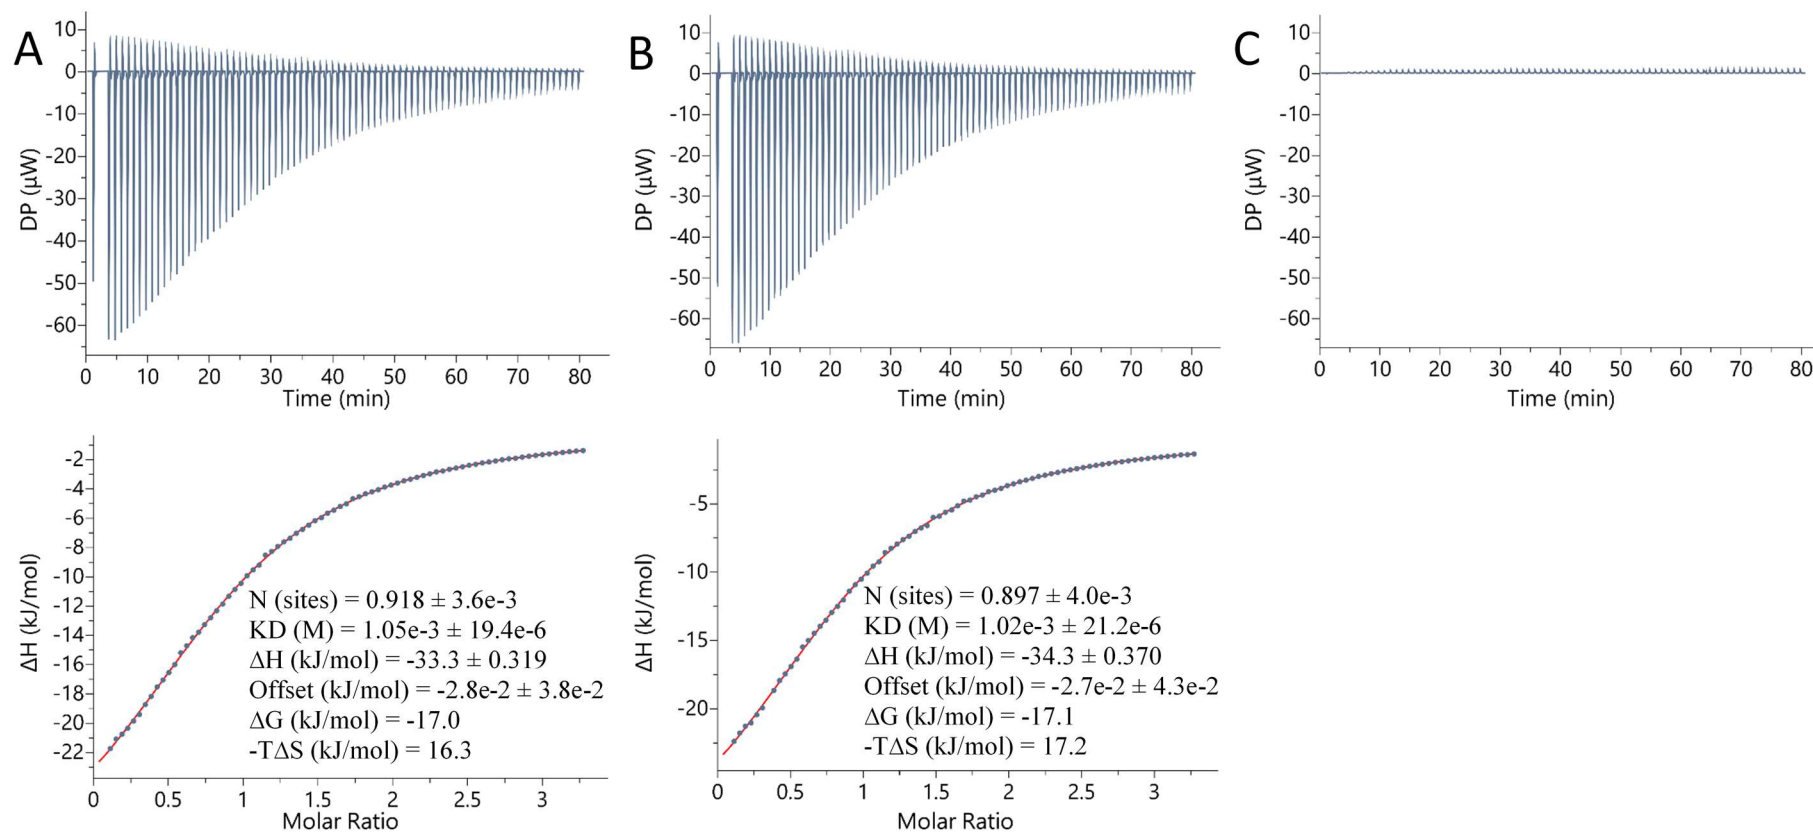 A
10
0
-10
-20
-30
-40
-50
-60
DP (μW)
0 10 20 30 40 50 60 70 80
Time (min)
B
10
0
-10
-20
-30
-40
-50
-60
DP (μW)
0 10 20 30 40 50 60 70 80
Time (min)
C
10
0
-10
-20
-30
-40
-50
-60
DP (μW)
0 10 20 30 40 50 60 70 80
Time (min)
-2
-4
-6
-8
-10
-12
-14
-16
-18
-20
-22
ΔH (kJ/mol)
N (sites) = 0.918 ± 3.6e-3
KD (M) = 1.05e-3 ± 19.4e-6
ΔH (kJ/mol) = -33.3 ± 0.319
Offset (kJ/mol) = -2.8e-2 ± 3.8e-2
ΔG (kJ/mol) = -17.0
-TΔS (kJ/mol) = 16.3
0 0.5 1 1.5 2 2.5 3
Molar Ratio
-5
-10
-15
-20
ΔH (kJ/mol)
N (sites) = 0.897 ± 4.0e-3
KD (M) = 1.02e-3 ± 21.2e-6
ΔH (kJ/mol) = -34.3 ± 0.370
Offset (kJ/mol) = -2.7e-2 ± 4.3e-2
ΔG (kJ/mol) = -17.1
-TΔS (kJ/mol) = 17.2
0 0.5 1 1.5 2 2.5 3
Molar Ratio